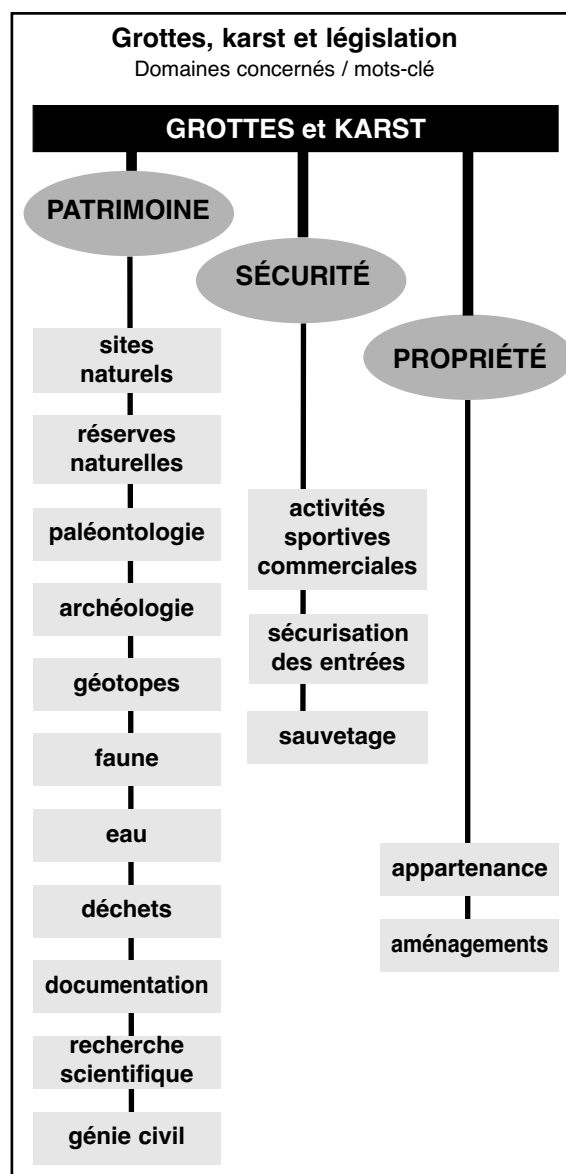 Grottes, karst et législation
Domaines concernés / mots-clé
GROTTES et KARST
PATRIMOINE
sites
naturels
réserves
naturelles
paléontologie
archéologie
géotopes
faune
eau
déchets
documentation
recherche
scientifique
génie civil
SÉCURITÉ
activités
sportives
commerciales
sécurisation
des entrées
sauvetage
PROPRIÉTÉ
appartenance
aménagements